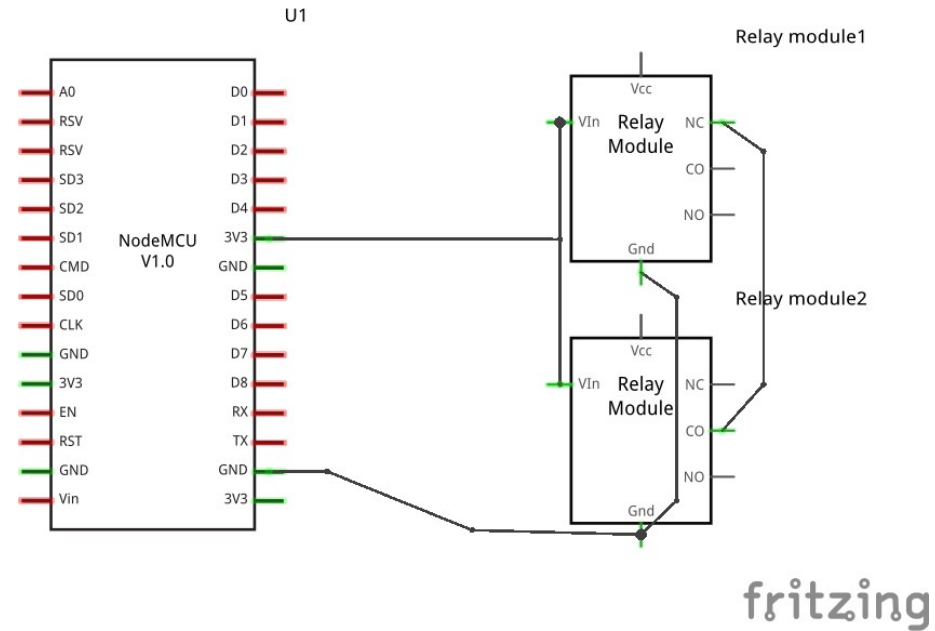 U1
Relay module1
A0
RSV
RSV
SD3
SD2
SD1
CMD
SD0
CLK
GND
3V3
EN
RST
GND
Vin
NodeMCU
V1.0
D0
D1
D2
D3
D4
3V3
GND
D5
D6
D7
D8
RX
TX
GND
3V3
Vcc
VIn
Relay
Module
NC
CO
NO
Gnd
Relay module2
Vcc
VIn
Relay
Module
NC
CO
NO
Gnd
fritzing